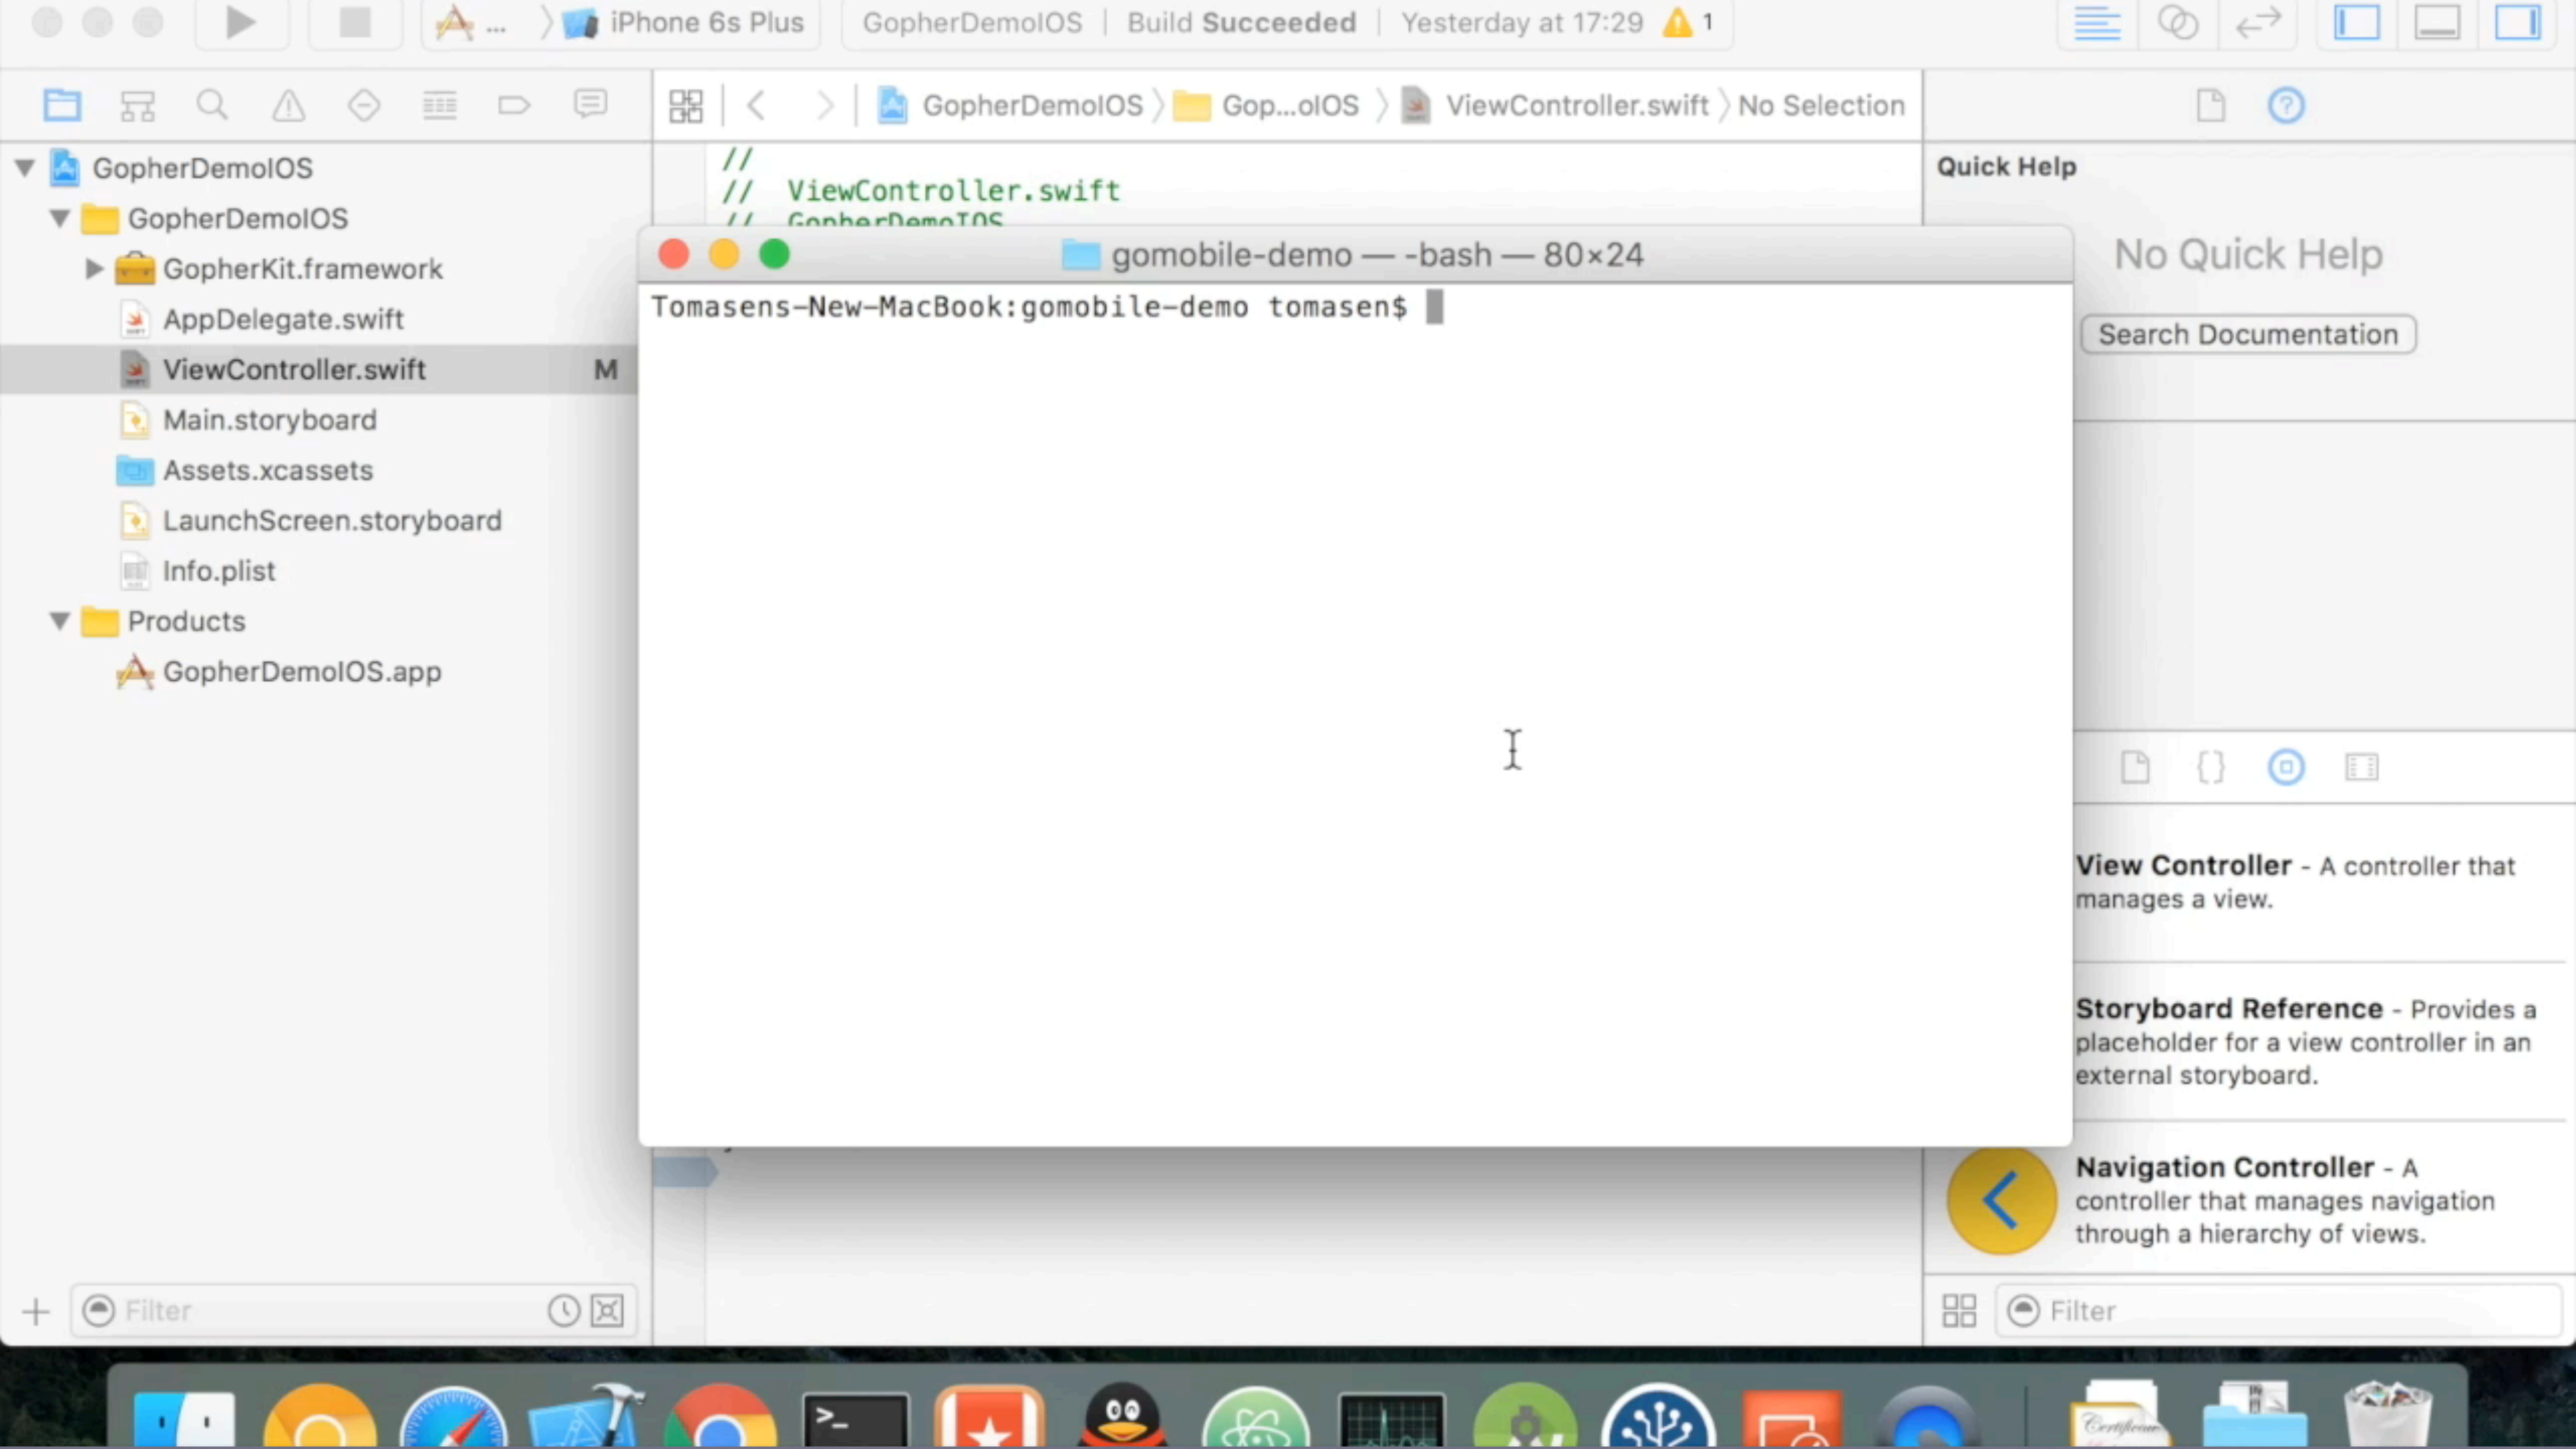 ... iPhone 6s Plus
GopherDemoIOS | Build Succeeded | Yesterday at 17:29 1
GopherDemoIOS Gop...oIOS ViewController.swift No Selection
GopherDemoIOS
GopherDemoIOS
GopherKit.framework
AppDelegate.swift
ViewController.swift M
Main.storyboard
Assets.xcassets
LaunchScreen.storyboard
Info.plist
Products
GopherDemoIOS.app
Filter
//
// ViewController.swift
// GopherDemoIOS
gomobile-demo — -bash — 80×24
Tomasens-New-MacBook:gomobile-demo tomasen$
Quick Help
No Quick Help
Search Documentation
{}
View Controller - A controller that
manages a view.
Storyboard Reference - Provides a
placeholder for a view controller in an
external storyboard.
Navigation Controller - A
controller that manages navigation
through a hierarchy of views.
Filter
>_
Certificate